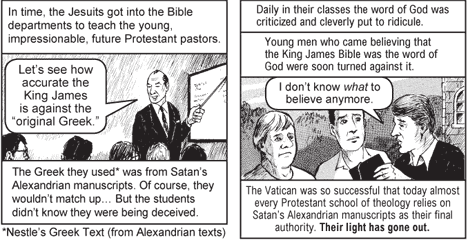 In time, the Jesuits got into the Bible
departments to teach the young,
impressionable, future Protestant pastors.
Let's see how
accurate the
King James
is against the
"original Greek."
The Greek they used* was from Satan's
Alexandrian manuscripts. Of course, they
wouldn't match up... But the students
didn't know they were being deceived.
*Nestle's Greek Text (from Alexandrian texts)
Daily in their classes the word of God was
criticized and cleverly put to ridicule.
Young men who came believing that
the King James Bible was the word of
God were soon turned against it.
I don't know what to
believe anymore.
The Vatican was so successful that today almost
every Protestant school of theology relies on
Satan's Alexandrian manuscripts as their final
authority. Their light has gone out.